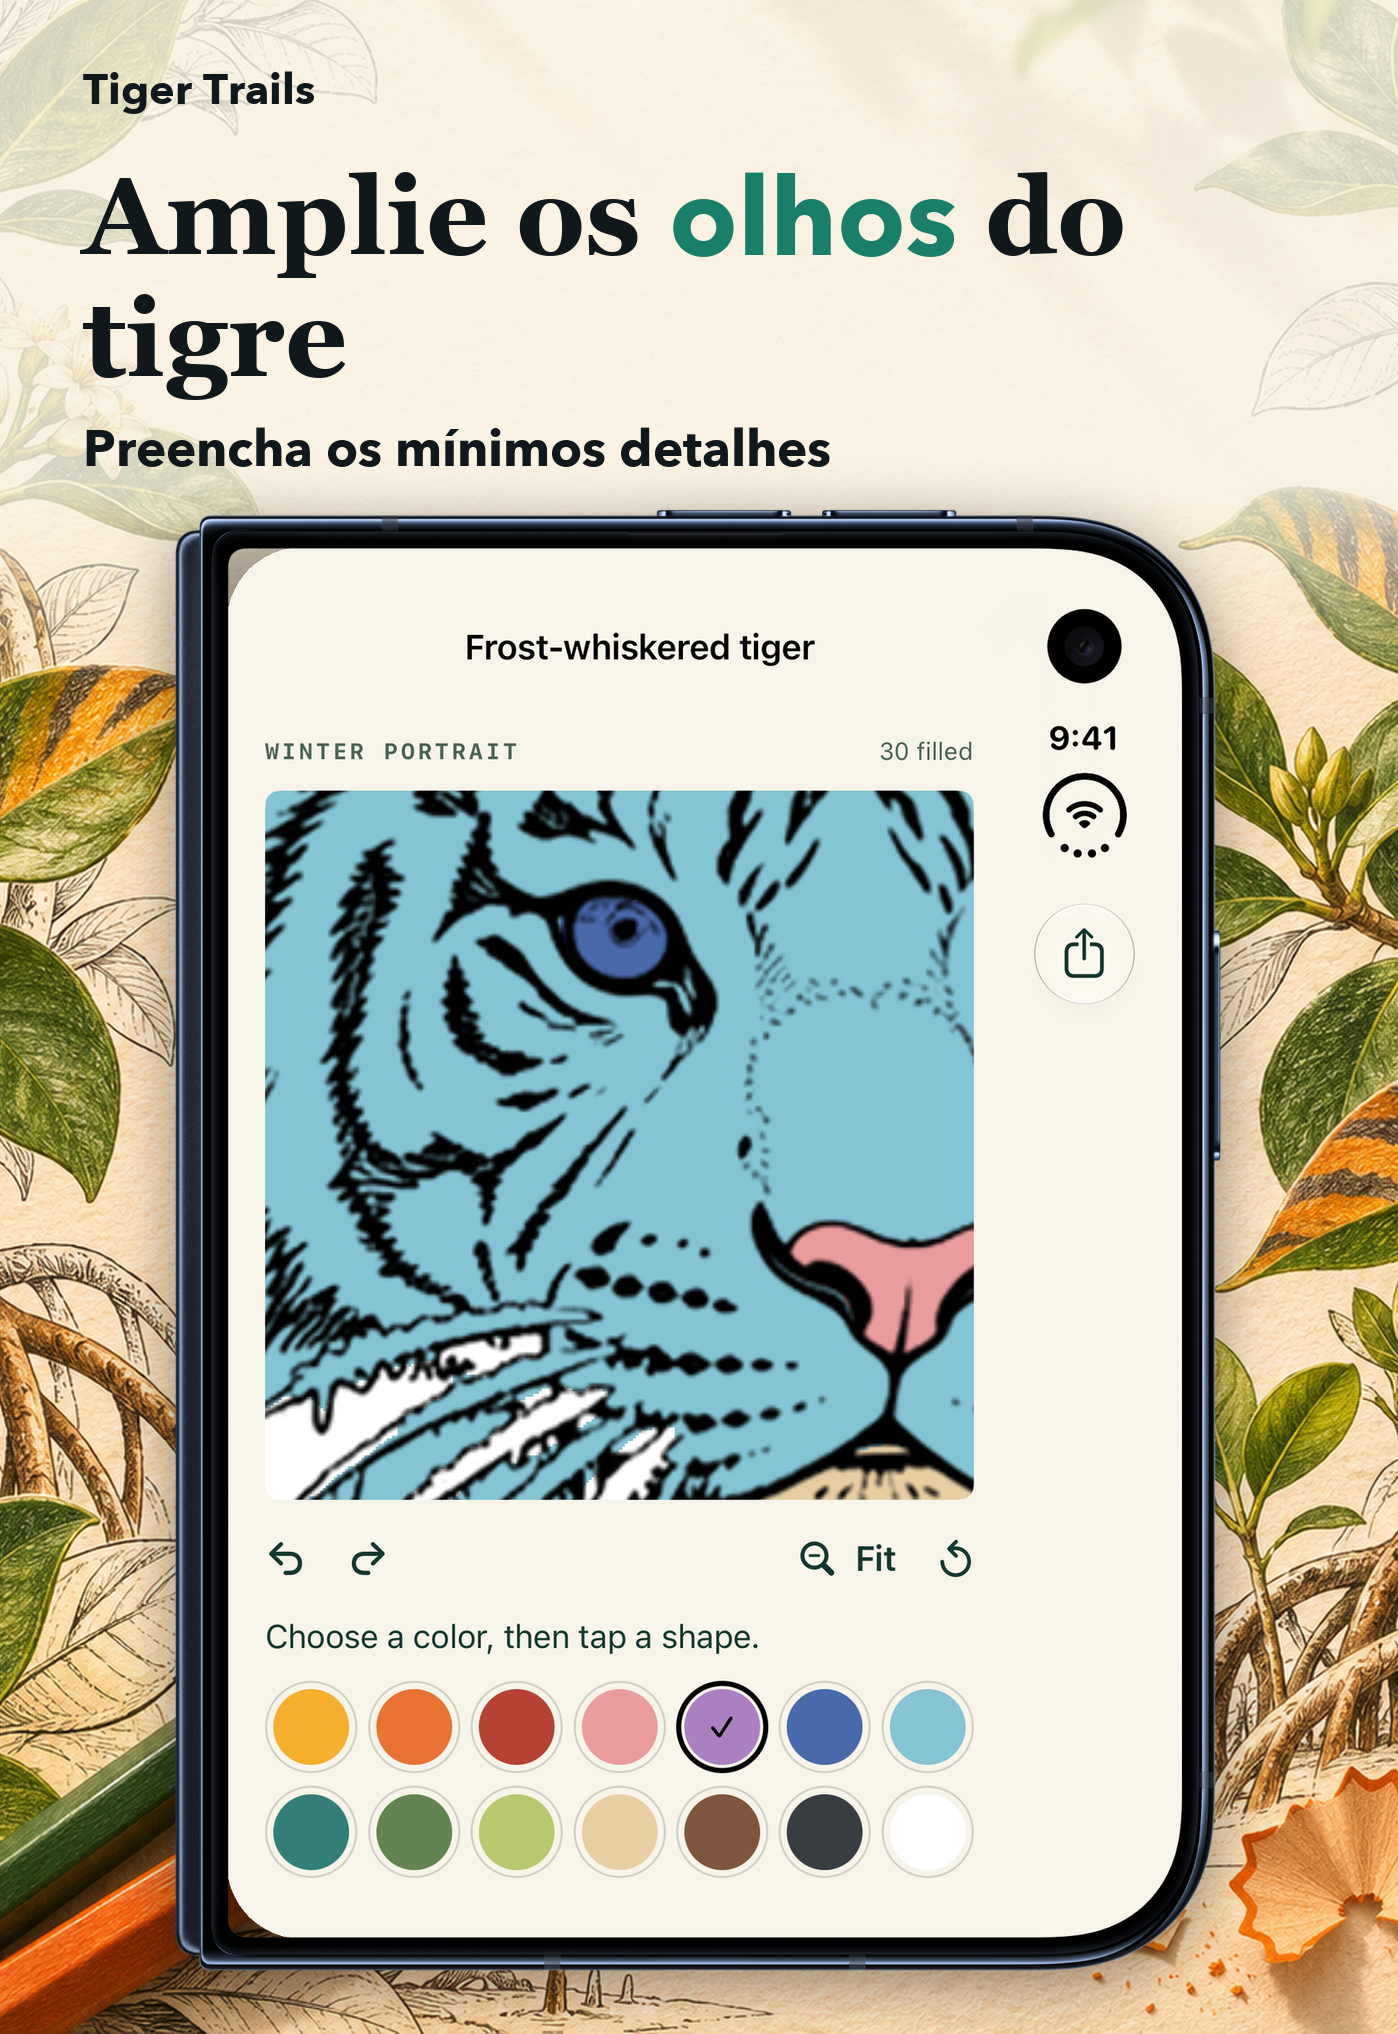 Tiger Trails
Amplie os olhos do
tigre
Preencha os mínimos detalhes
Frost-whiskered tiger
9:41
WINTER PORTRAIT
30 filled
Fit
Choose a color, then tap a shape.